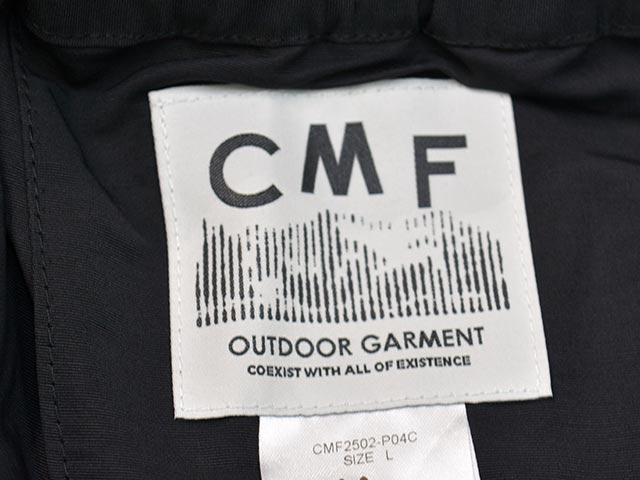 CMF
OUTDOOR GARMENT
COEXIST WITH ALL OF EXISTENCE
CMF2502-P04C
SIZE L